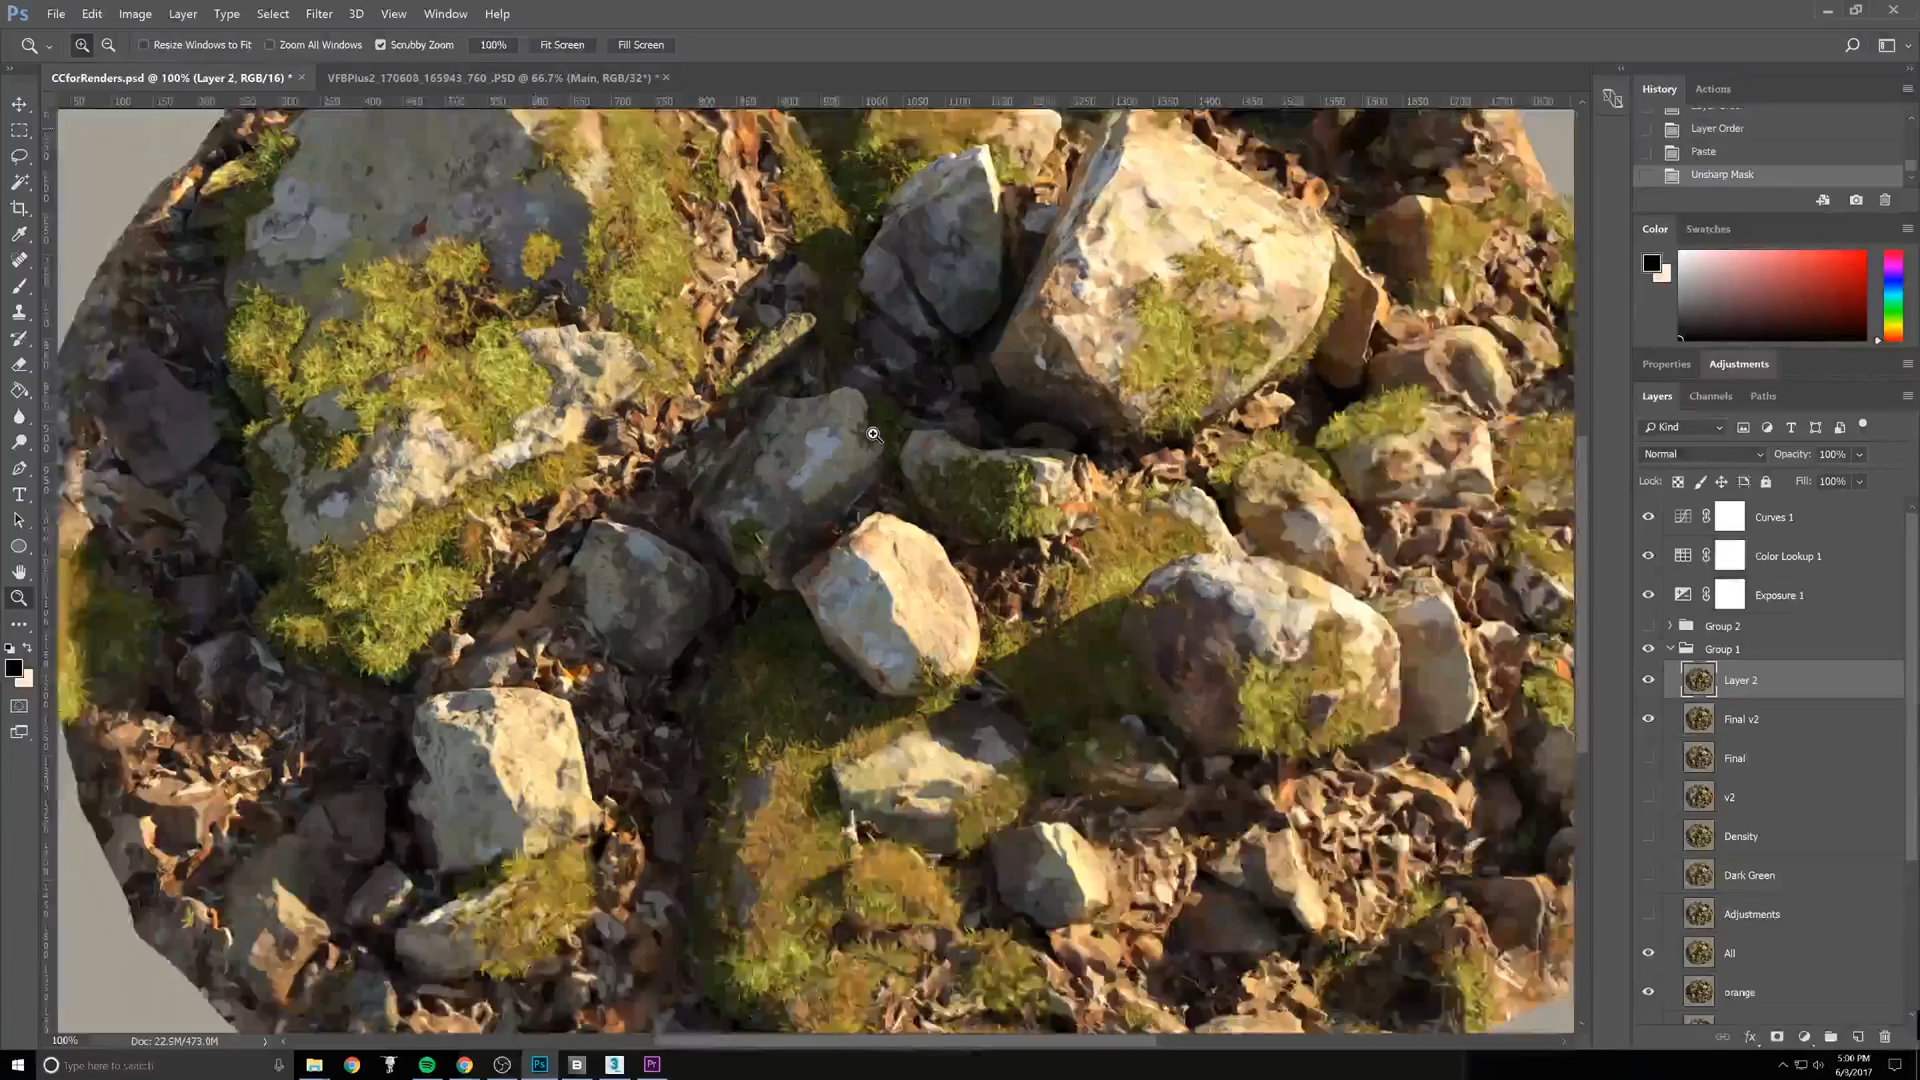 Ps File Edit Image Layer Type Select Filter 3D View Window Help
Resize Windows to Fit Zoom All Windows Scrubby Zoom 100% Fit Screen Fill Screen
CCforRenders.psd @ 100% (Layer 2, RGB/16) * × VFBPlus2_170608_165943_760 .PSD @ 66.7% (Main, RGB/32*) * ×
History Actions
Layer Order
Layer Order
Paste
Unsharp Mask
Color Swatches
Properties Adjustments
Layers Channels Paths
Kind
Normal Opacity: 100%
Lock: Fill: 100%
Curves 1
Color Lookup 1
Exposure 1
Group 2
Group 1
Layer 2
Final v2
Final
v2
Density
Dark Green
Adjustments
All
orange
100% Doc: 22.5M/473.0M
Type here to search
5:00 PM